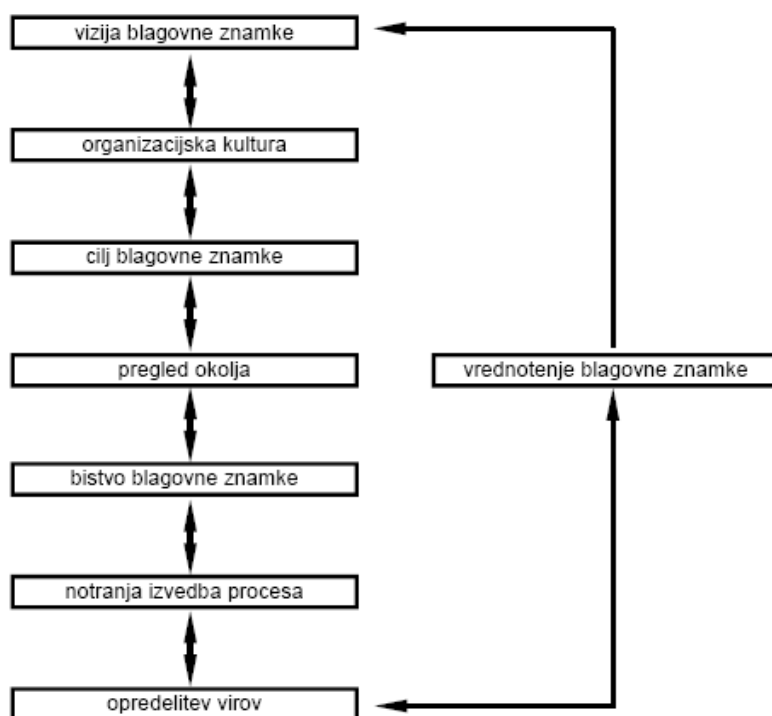 vizija blagovne znamke
organizacijska kultura
cilj blagovne znamke
pregled okolja
vrednotenje blagovne znamke
bistvo blagovne znamke
notranja izvedba procesa
opredelitev virov